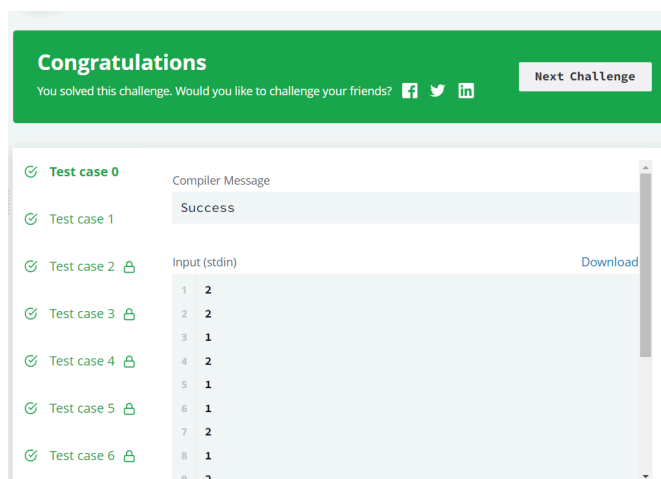 Congratulations
You solved this challenge. Would you like to challenge your friends?
Next Challenge
Test case 0
Test case 1
Test case 2
Test case 3
Test case 4
Test case 5
Test case 6
Compiler Message
Success
Input (stdin)
Download
1 2
2 2
3 1
4 2
5 1
6 1
7 2
8 1
9 2